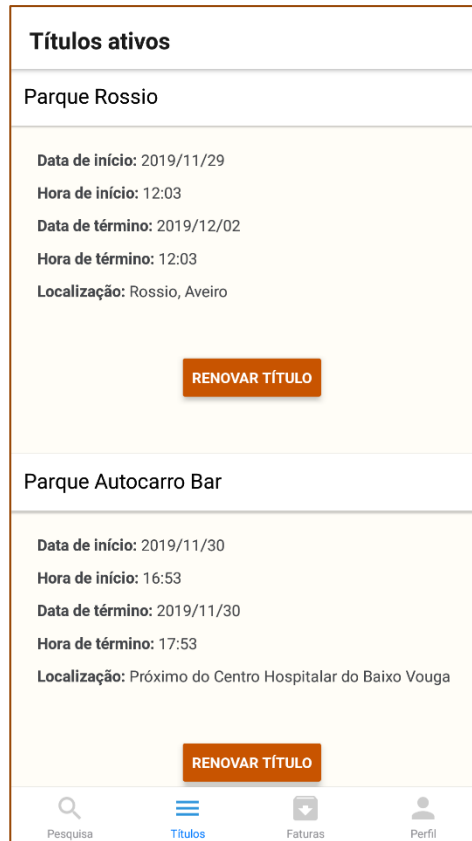 Títulos ativos
Parque Rossio
Data de início: 2019/11/29
Hora de início: 12:03
Data de término: 2019/12/02
Hora de término: 12:03
Localização: Rossio, Aveiro
RENOVAR TÍTULO
Parque Autocarro Bar
Data de início: 2019/11/30
Hora de início: 16:53
Data de término: 2019/11/30
Hora de término: 17:53
Localização: Próximo do Centro Hospitalar do Baixo Vouga
RENOVAR TÍTULO
Pesquisa Títulos Faturas Perfil